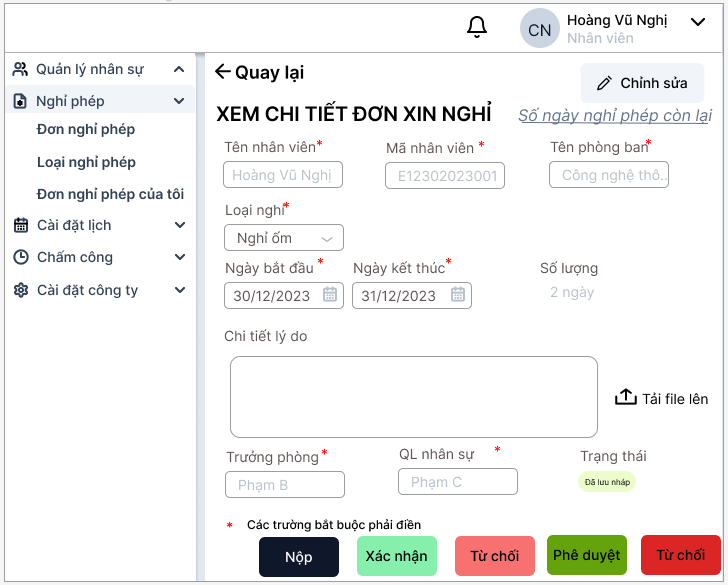 Hoàng Vũ Nghị
CN
Nhân viên
Quản lý nhân sự
Nghỉ phép
Đơn nghỉ phép
Loại nghỉ phép
Đơn nghỉ phép của tôi
Cài đặt lịch
Chấm công
Cài đặt công ty
Quay lại
Chỉnh sửa
XEM CHI TIẾT ĐƠN XIN NGHỈ
Số ngày nghỉ phép còn lại
Tên nhân viên*
Mã nhân viên *
Tên phòng ban*
Hoàng Vũ Nghị
E12302023001
Công nghệ thô..
Loại nghỉ*
Nghỉ ốm
Ngày bắt đầu *
Ngày kết thúc*
Số lượng
30/12/2023
31/12/2023
2 ngày
Chi tiết lý do
Tải file lên
Trưởng phòng*
QL nhân sự *
Trạng thái
Phạm B
Phạm C
Đã lưu nháp
* Các trường bắt buộc phải điền
Nộp
Xác nhận
Từ chối
Phê duyệt
Từ chối